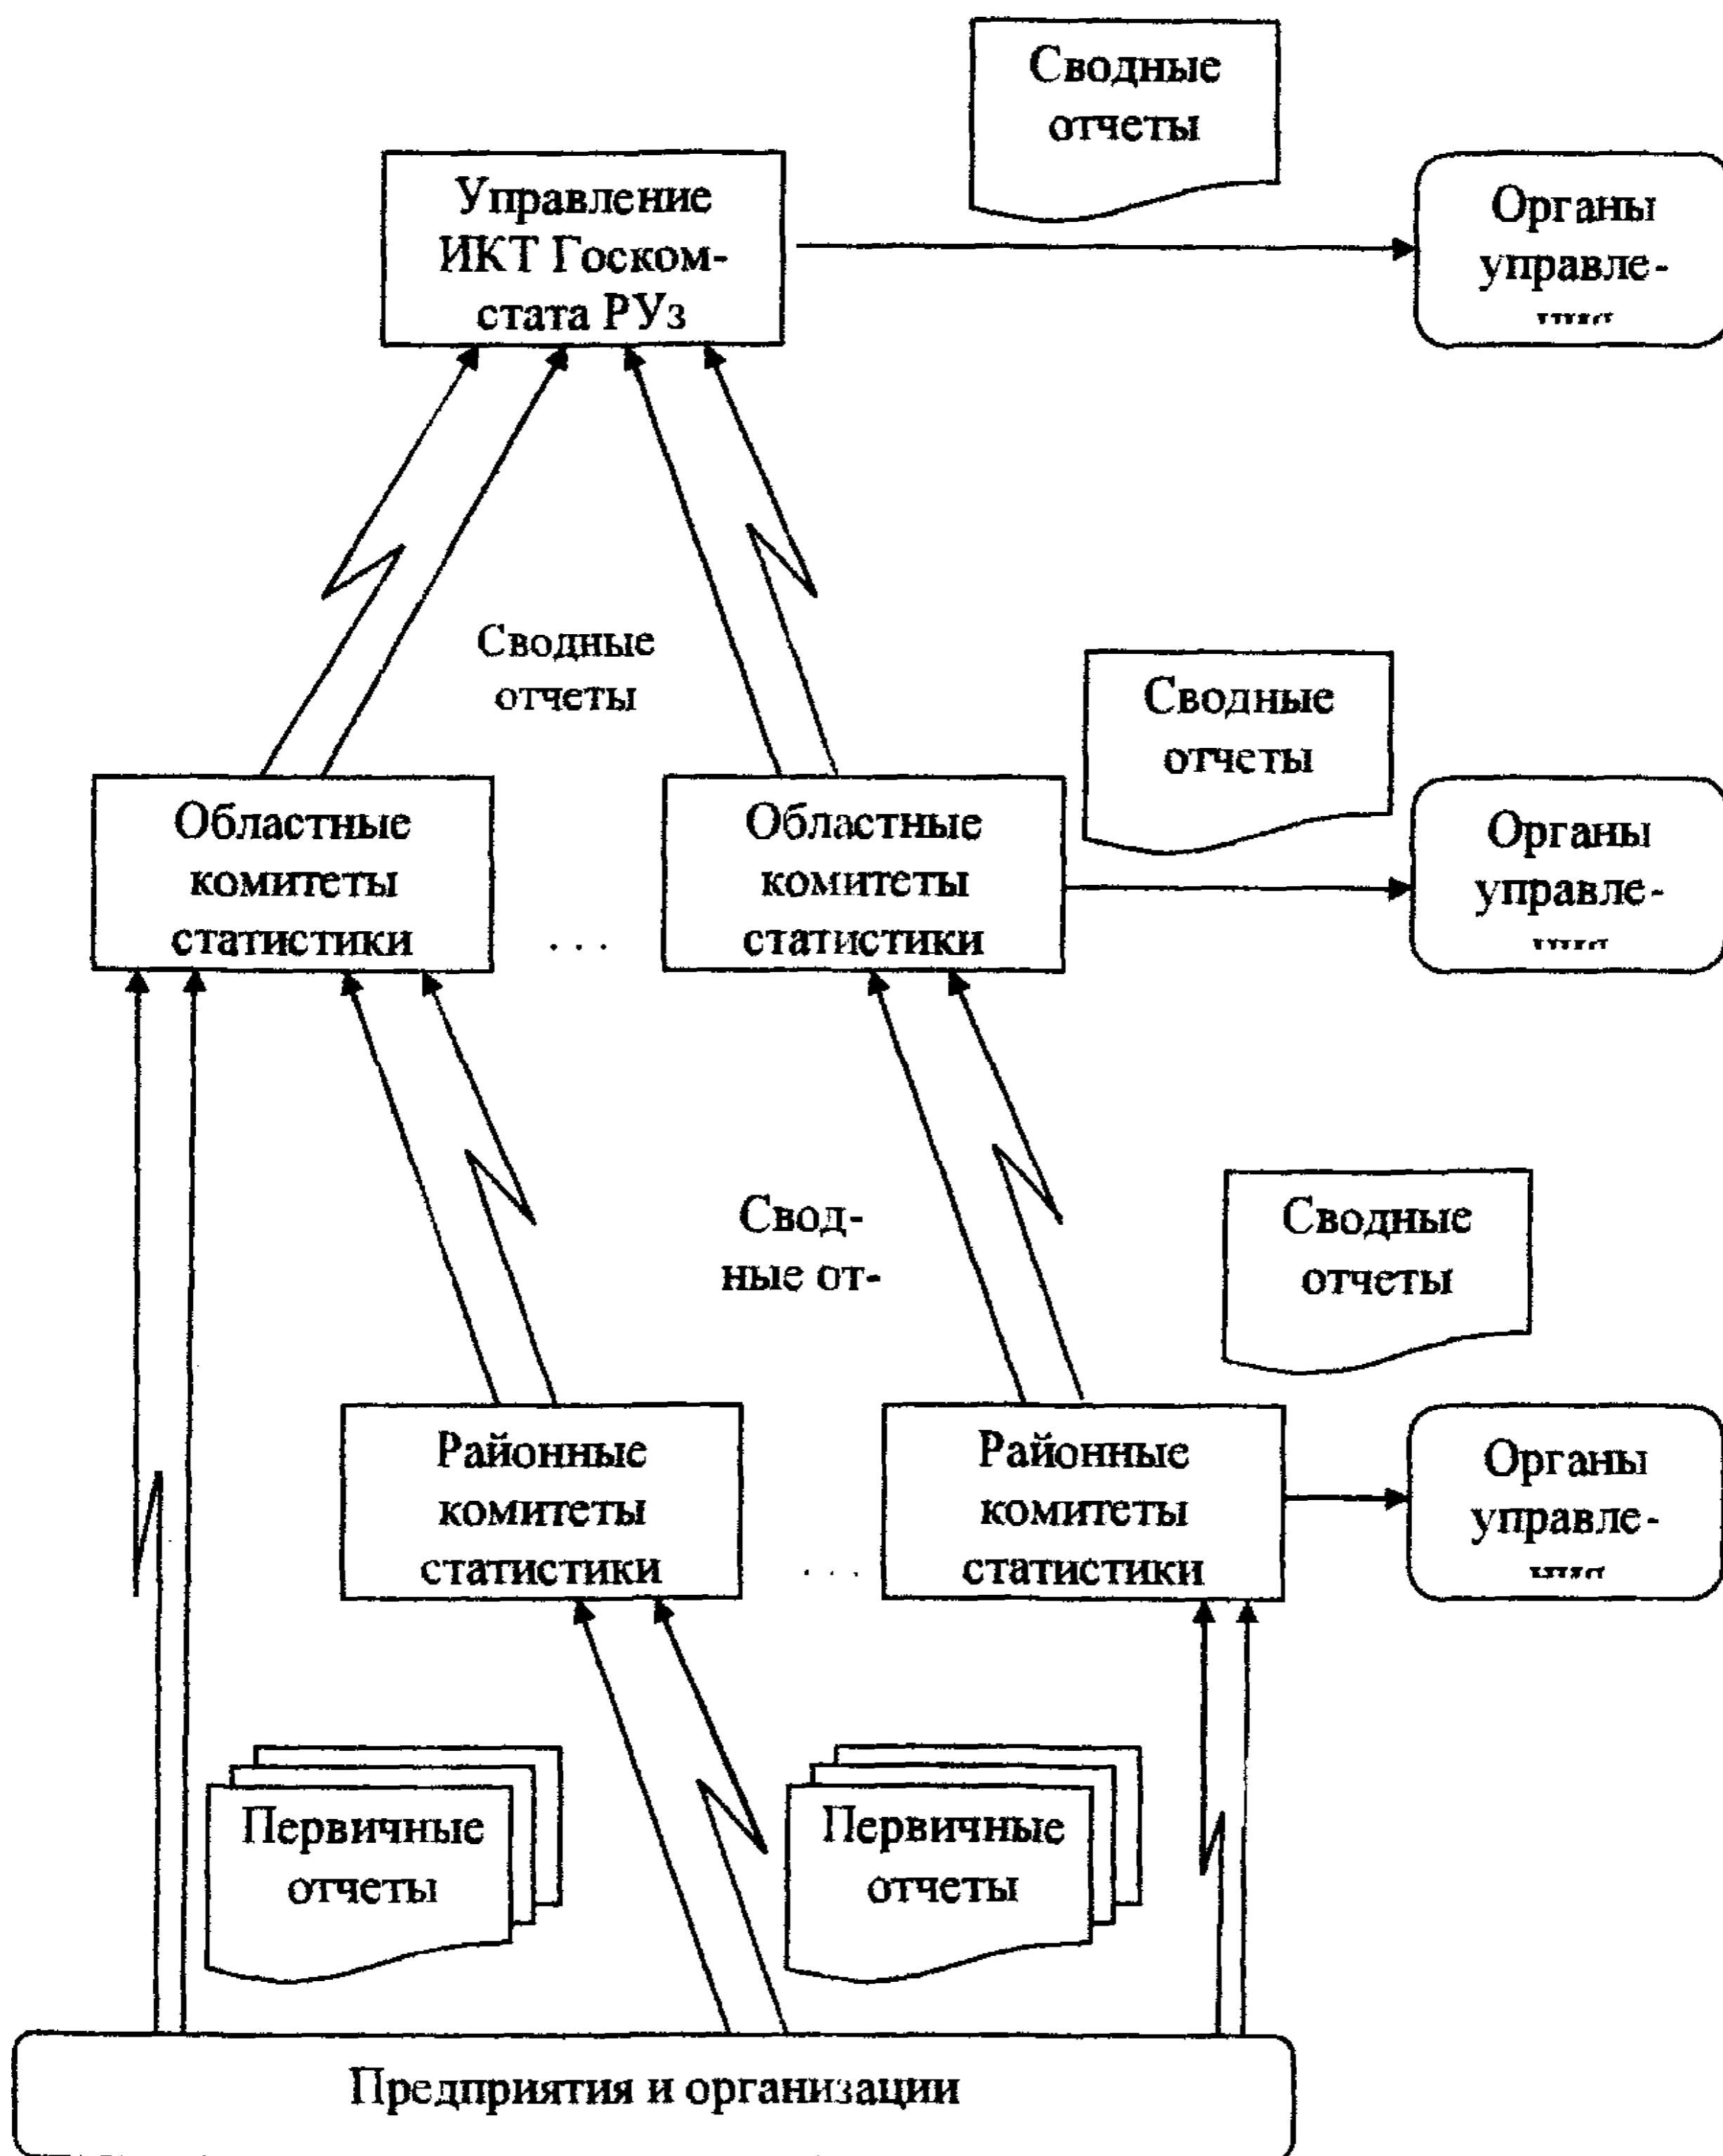 Сводные
отчеты
Управление
ИКТ Госком-
стата РУз
Органы
управле-
Сводные
отчеты
Сводные
отчеты
Областные
комитеты
статистики
. . .
Областные
комитеты
статистики
Органы
управле-
Свод-
ные от-
Сводные
отчеты
Районные
комитеты
статистики
. . .
Районные
комитеты
статистики
Органы
управле-
Первичные
отчеты
Первичные
отчеты
Предприятия и организации